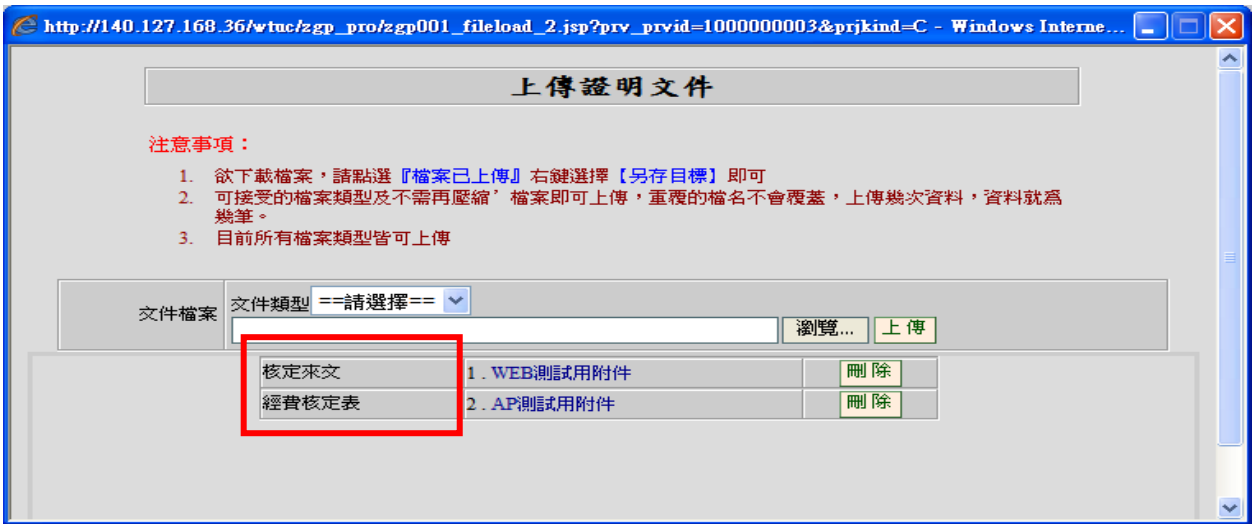 http://140.127.168.36/wtuc/zgp_pro/zgp001_fileload_2.jsp?prv_prvid=1000000003&prjkind=C - Windows Interne...
上傳證明文件
注意事項：
1. 欲下載檔案，請點選『檔案已上傳』右鍵選擇【另存目標】即可
2. 可接受的檔案類型及不需再壓縮’檔案即可上傳，重覆的檔名不會覆蓋，上傳幾次資料，資料就為
幾筆。
3. 目前所有檔案類型皆可上傳
文件檔案 文件類型 ==請選擇==
瀏覽... 上傳
核定來文 1 . WEB測試用附件 刪除
經費核定表 2 . AP測試用附件 刪除